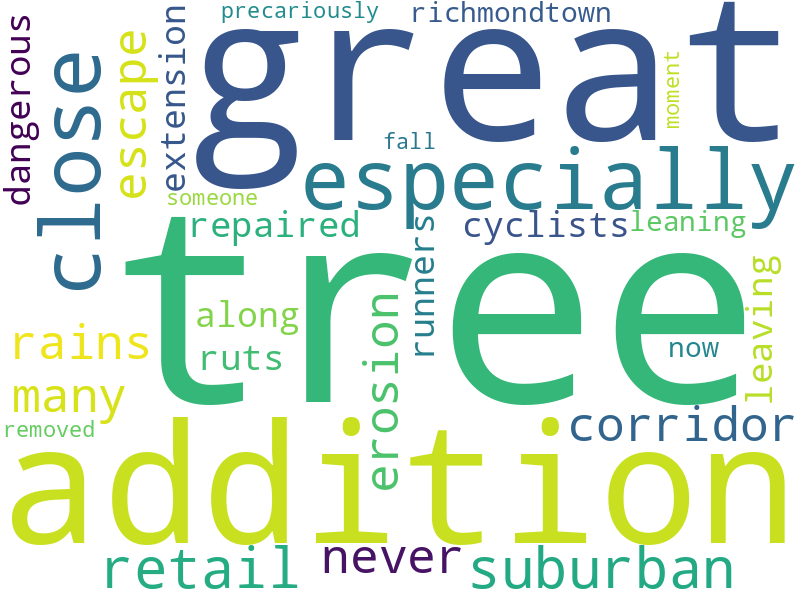 precariously
richmondtown
great
dangerous
close
escape
extension
moment
fall
especially
someone
repaired
cyclists
leaning
tree
runners
along
erosion
leaving
rains
ruts
now
many
removed
corridor
addition
never
retail
suburban